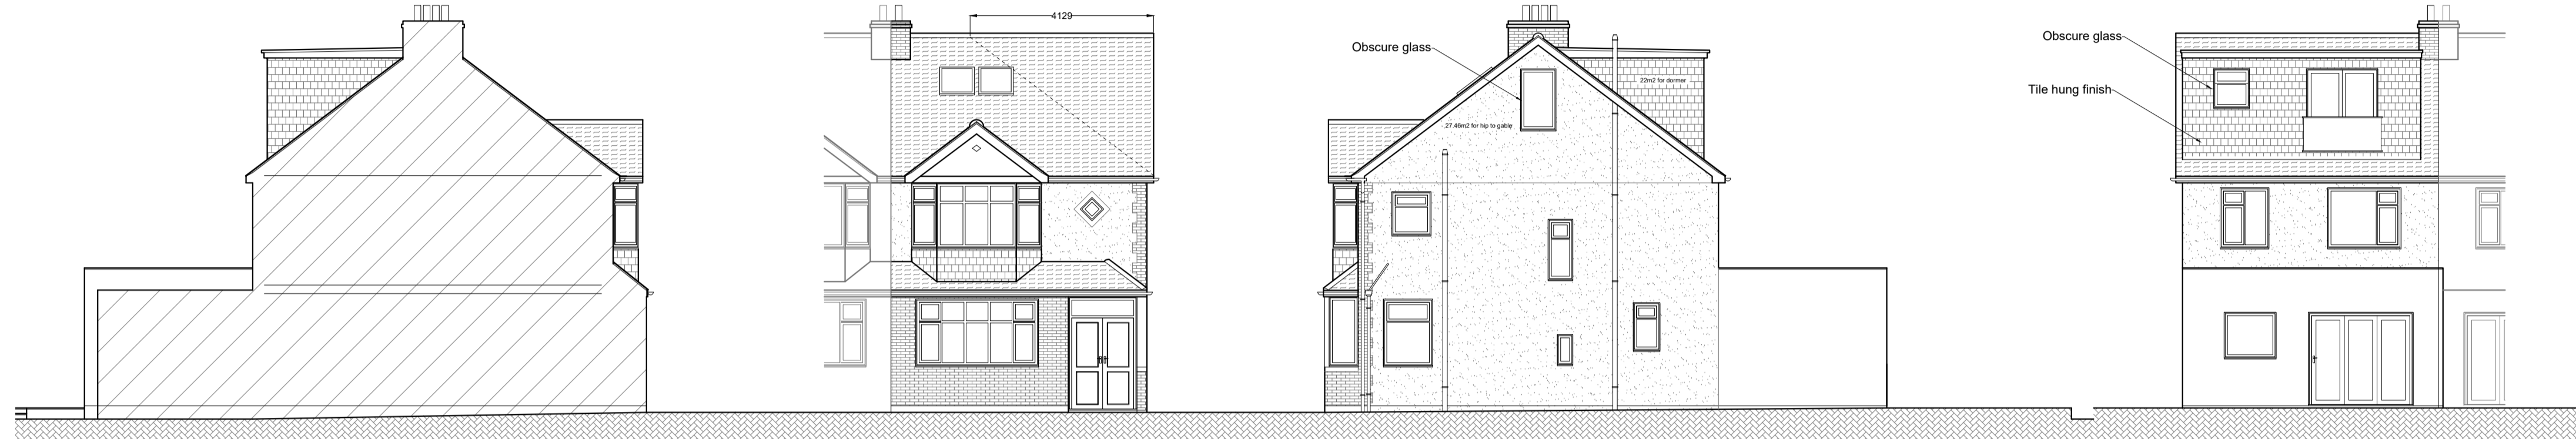 4129
Obscure glass
22m2 for dormer
27.46m2 for hip to gable
Obscure glass
Tile hung finish